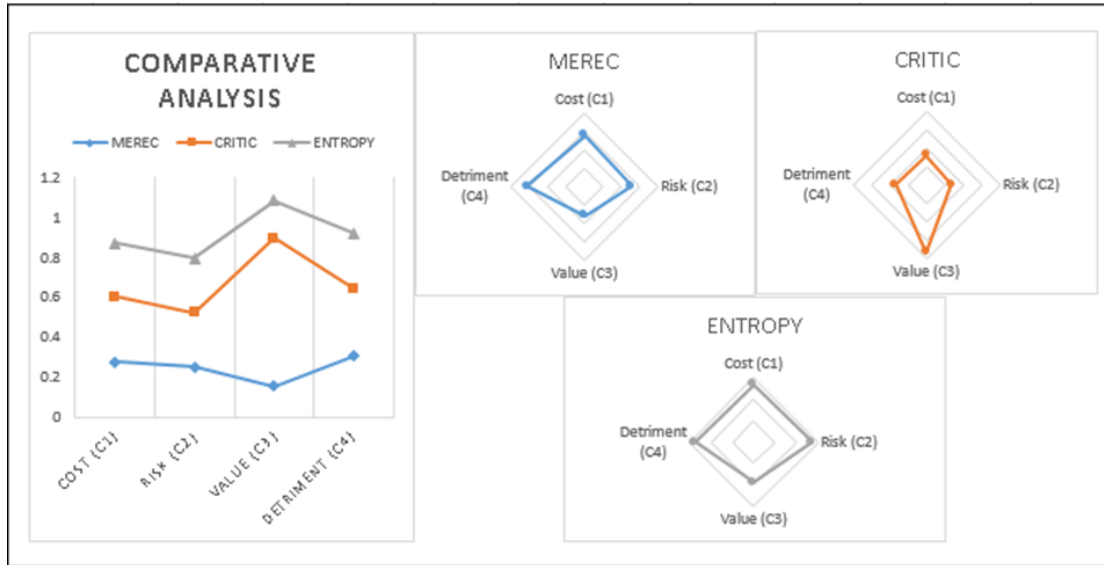 COMPARATIVE
ANALYSIS
MEREC CRITIC ENTROPY
1.2
1
0.8
0.6
0.4
0.2
0
COST (C1)
RISK (C2)
VALUE (C3)
DETRIMENT (C4)
MEREC
Cost (C1)
Detriment
(C4)
Risk (C2)
Value (C3)
CRITIC
Cost (C1)
Detriment
(C4)
Risk (C2)
Value (C3)
ENTROPY
Cost (C1)
Detriment
(C4)
Risk (C2)
Value (C3)